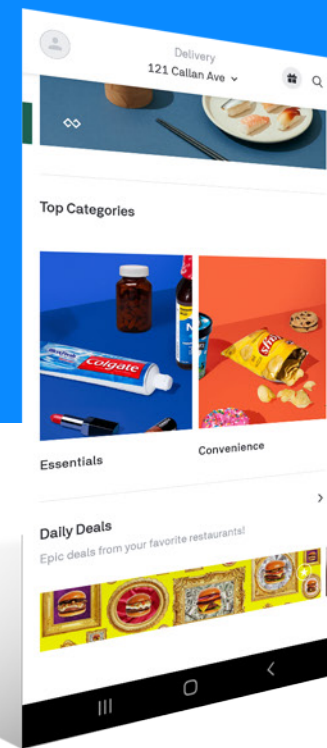 Delivery
121 Callan Ave
Top Categories
Colgate
Essentials
Convenience
Daily Deals
Epic deals from your favorite restaurants!